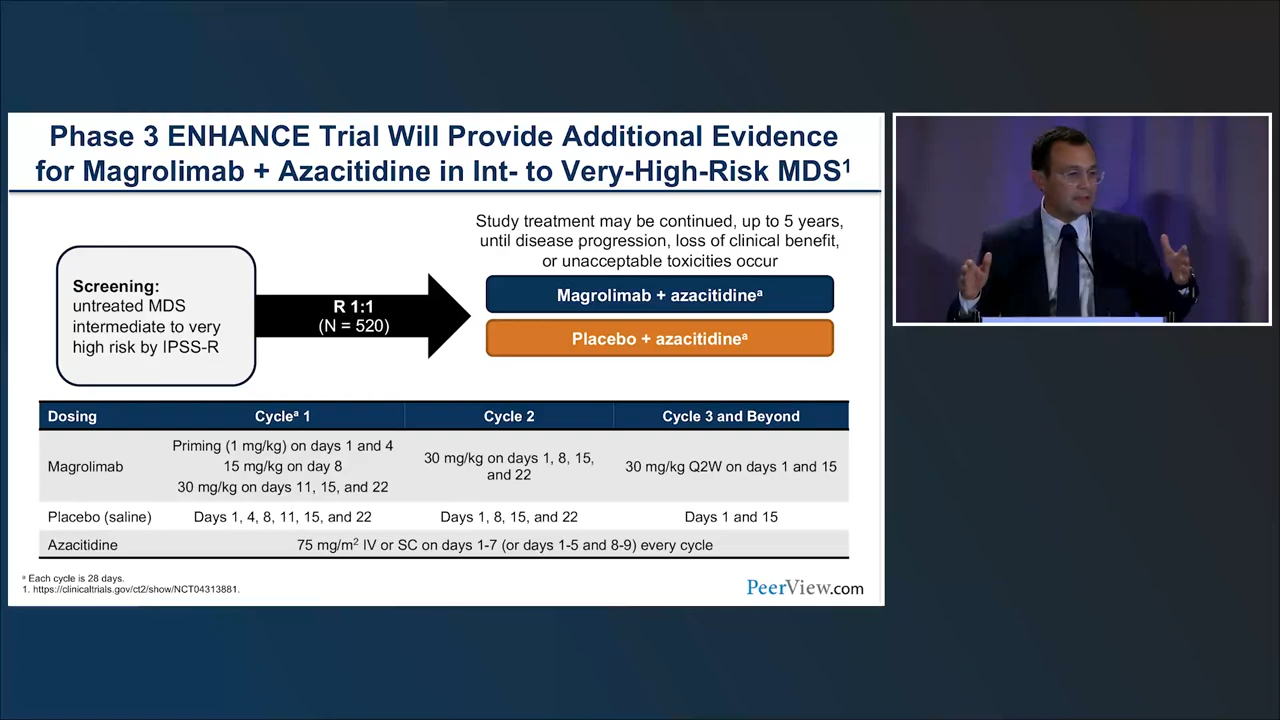 Phase 3 ENHANCE Trial Will Provide Additional Evidence
for Magrolimab + Azacitidine in Int- to Very-High-Risk MDS¹
Study treatment may be continued, up to 5 years,
until disease progression, loss of clinical benefit,
or unacceptable toxicities occur
Screening:
untreated MDS
intermediate to very
high risk by IPSS-R
R 1:1
(N = 520)
Magrolimab + azacitidineᵃ
Placebo + azacitidineᵃ
Dosing Cycleᵃ 1 Cycle 2 Cycle 3 and Beyond
Magrolimab
Priming (1 mg/kg) on days 1 and 4
15 mg/kg on day 8
30 mg/kg on days 11, 15, and 22
30 mg/kg on days 1, 8, 15,
and 22
30 mg/kg Q2W on days 1 and 15
Placebo (saline) Days 1, 4, 8, 11, 15, and 22 Days 1, 8, 15, and 22 Days 1 and 15
Azacitidine 75 mg/m² IV or SC on days 1-7 (or days 1-5 and 8-9) every cycle
ᵃ Each cycle is 28 days.
1. https://clinicaltrials.gov/ct2/show/NCT04313881.
PeerView.com